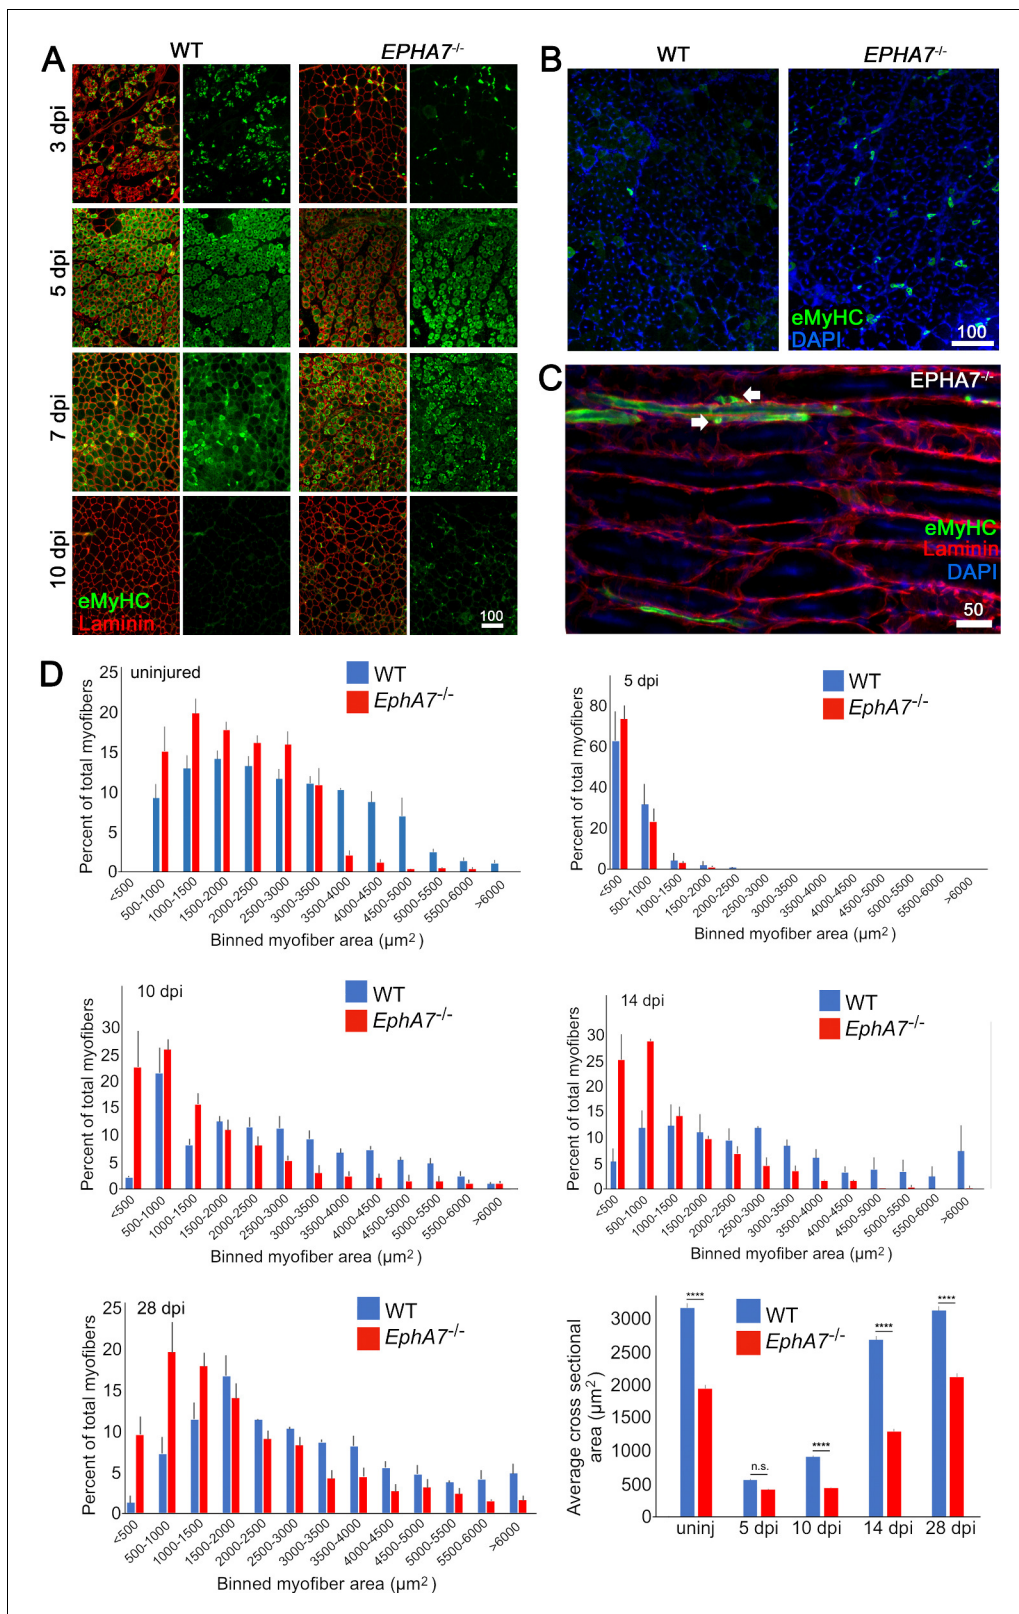 A
WT
EPHA7-/-
3 dpi
5 dpi
7 dpi
10 dpi
eMyHC
Laminin
100
B
WT
EPHA7-/-
eMyHC
DAPI
100
C
EPHA7-/-
eMyHC
Laminin
DAPI
50
D
uninjured
WT
EphA7-/-
Percent of total myofibers
25
20
15
10
5
0
<500
500-1000
1000-1500
1500-2000
2000-2500
2500-3000
3000-3500
3500-4000
4000-4500
4500-5000
5000-5500
5500-6000
>6000
Binned myofiber area (µm2)
5 dpi
WT
EphA7-/-
Percent of total myofibers
80
60
40
20
0
<500
500-1000
1000-1500
1500-2000
2000-2500
2500-3000
3000-3500
3500-4000
4000-4500
4500-5000
5000-5500
5500-6000
>6000
Binned myofiber area (µm2)
10 dpi
WT
EphA7-/-
Percent of total myofibers
30
25
20
15
10
5
0
<500
500-1000
1000-1500
1500-2000
2000-2500
2500-3000
3000-3500
3500-4000
4000-4500
4500-5000
5000-5500
5500-6000
>6000
Binned myofiber area (µm2)
14 dpi
WT
EphA7-/-
Percent of total myofibers
30
25
20
15
10
5
0
<500
500-1000
1000-1500
1500-2000
2000-2500
2500-3000
3000-3500
3500-4000
4000-4500
4500-5000
5000-5500
5500-6000
>6000
Binned myofiber area (µm2)
28 dpi
WT
EphA7-/-
Percent of total myofibers
25
20
15
10
5
0
<500
500-1000
1000-1500
1500-2000
2000-2500
2500-3000
3000-3500
3500-4000
4000-4500
4500-5000
5000-5500
5500-6000
>6000
Binned myofiber area (µm2)
WT
EphA7-/-
Average cross sectional
area (µm2)
3000
2500
2000
1500
1000
500
0
****
n.s.
****
****
****
uninj
5 dpi
10 dpi
14 dpi
28 dpi